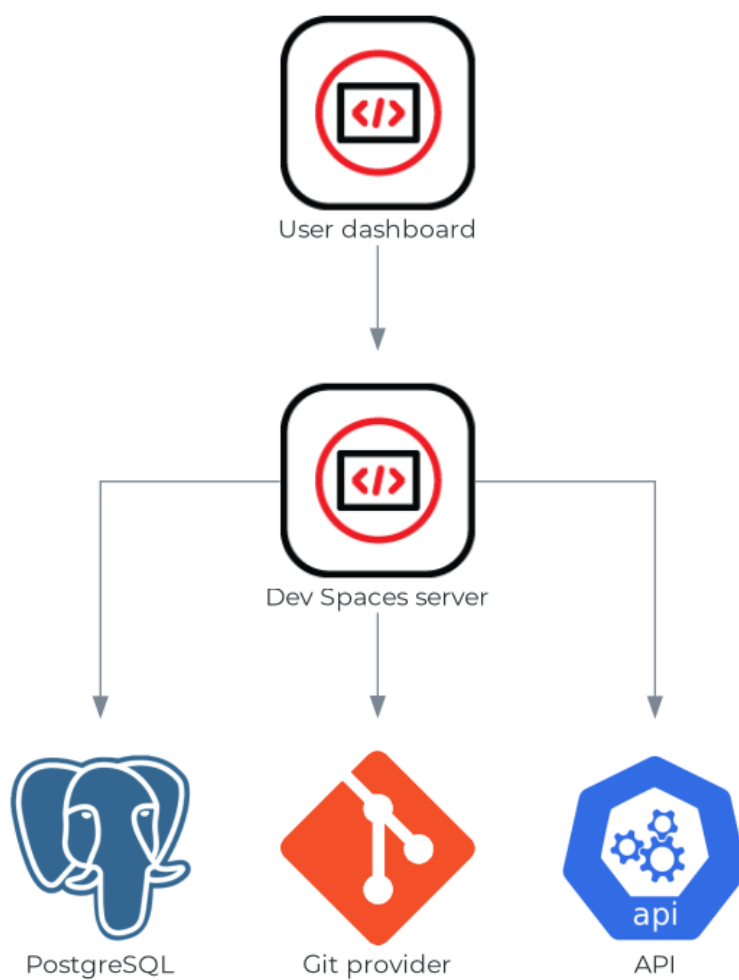 </>
User dashboard
</>
Dev Spaces server
api
PostgreSQL
Git provider
API